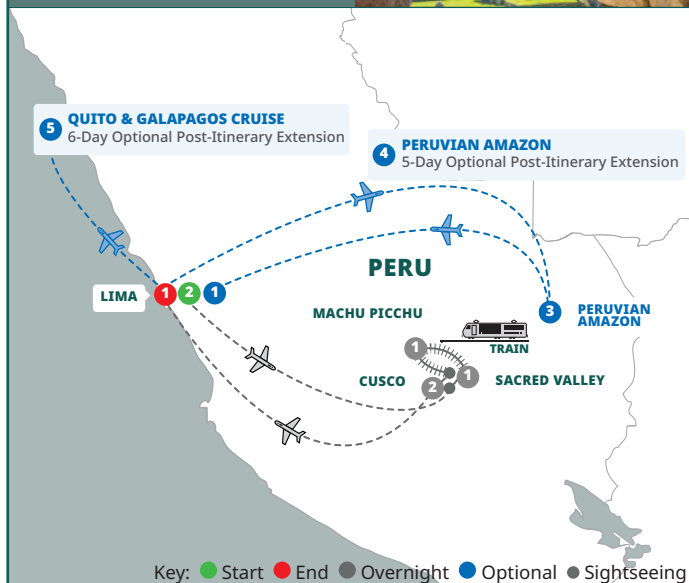 5 QUITO & GALAPAGOS CRUISE
6-Day Optional Post-Itinerary Extension
4 PERUVIAN AMAZON
5-Day Optional Post-Itinerary Extension
PERU
LIMA 1 2 1
3 PERUVIAN
AMAZON
MACHU PICCHU
1
TRAIN
CUSCO 2 1 SACRED VALLEY
Key: Start End Overnight Optional Sightseeing